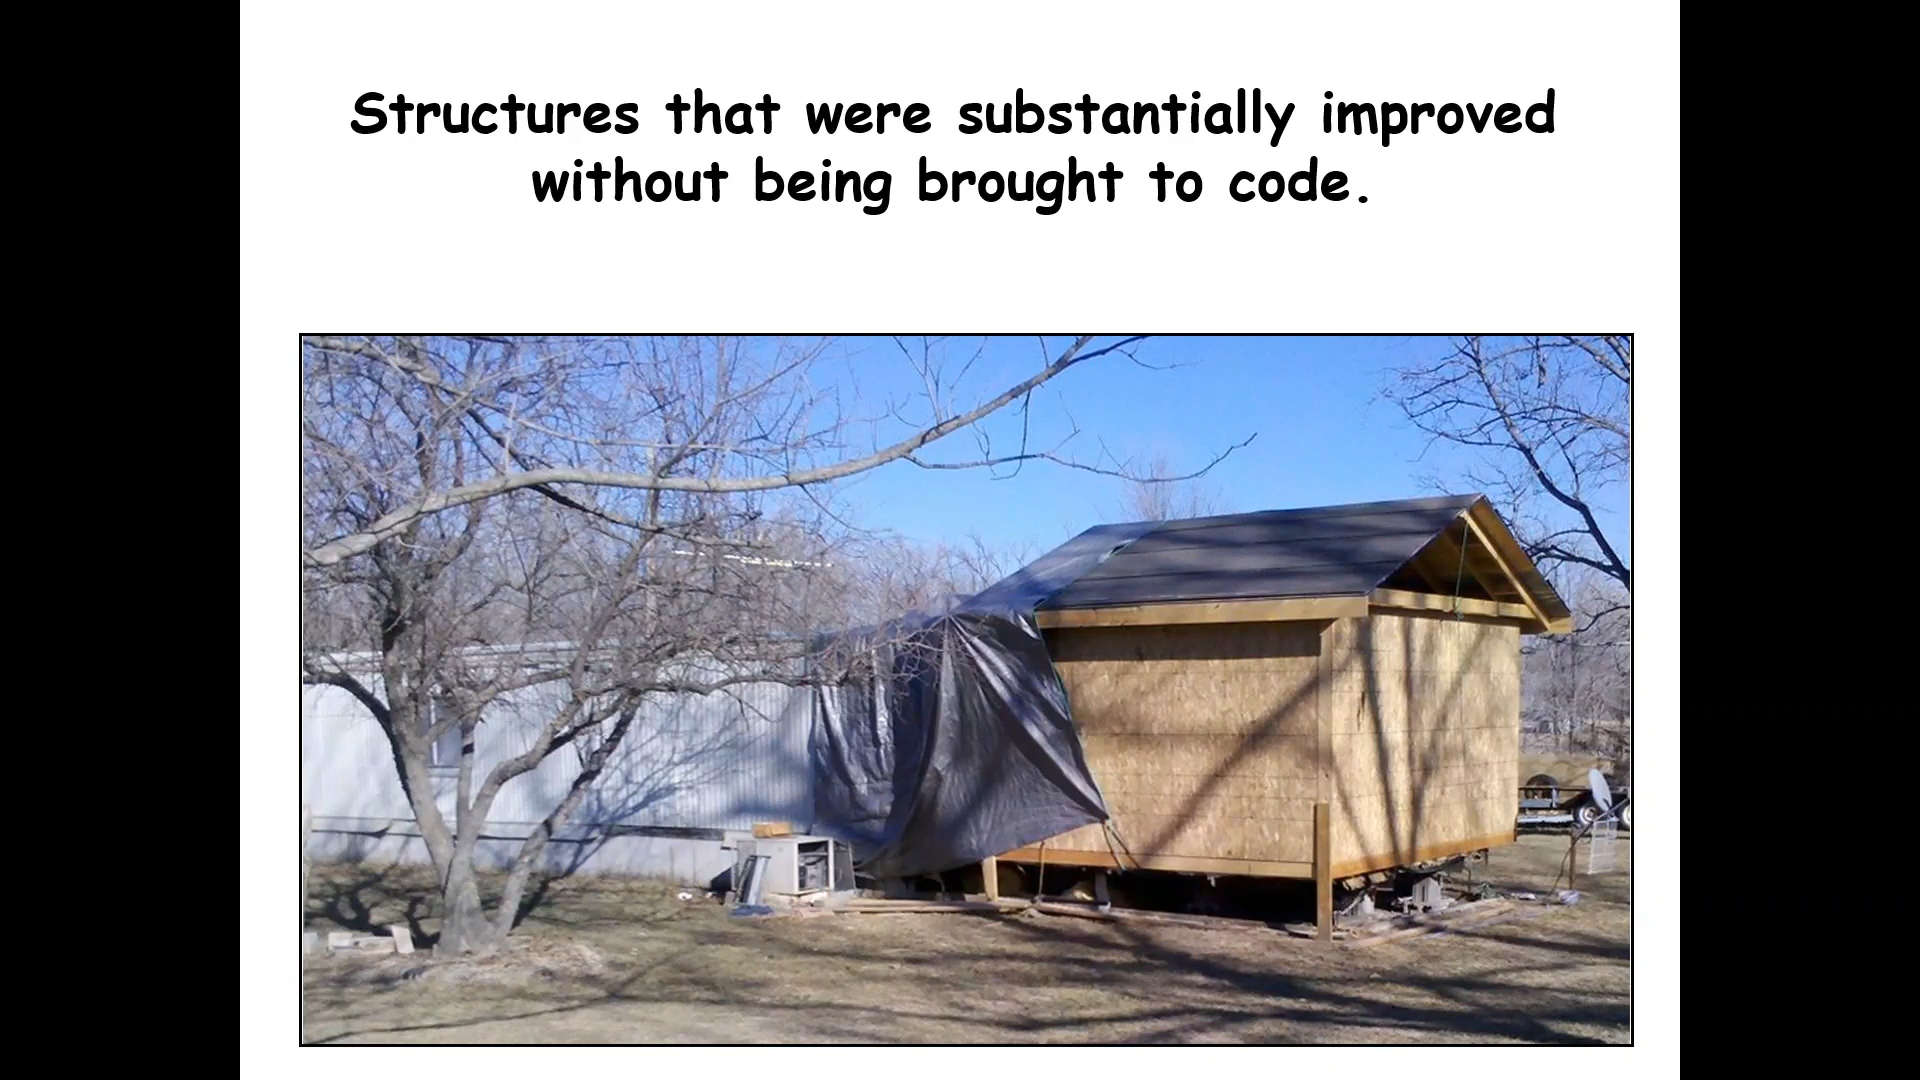 Structures that were substantially improved
without being brought to code.